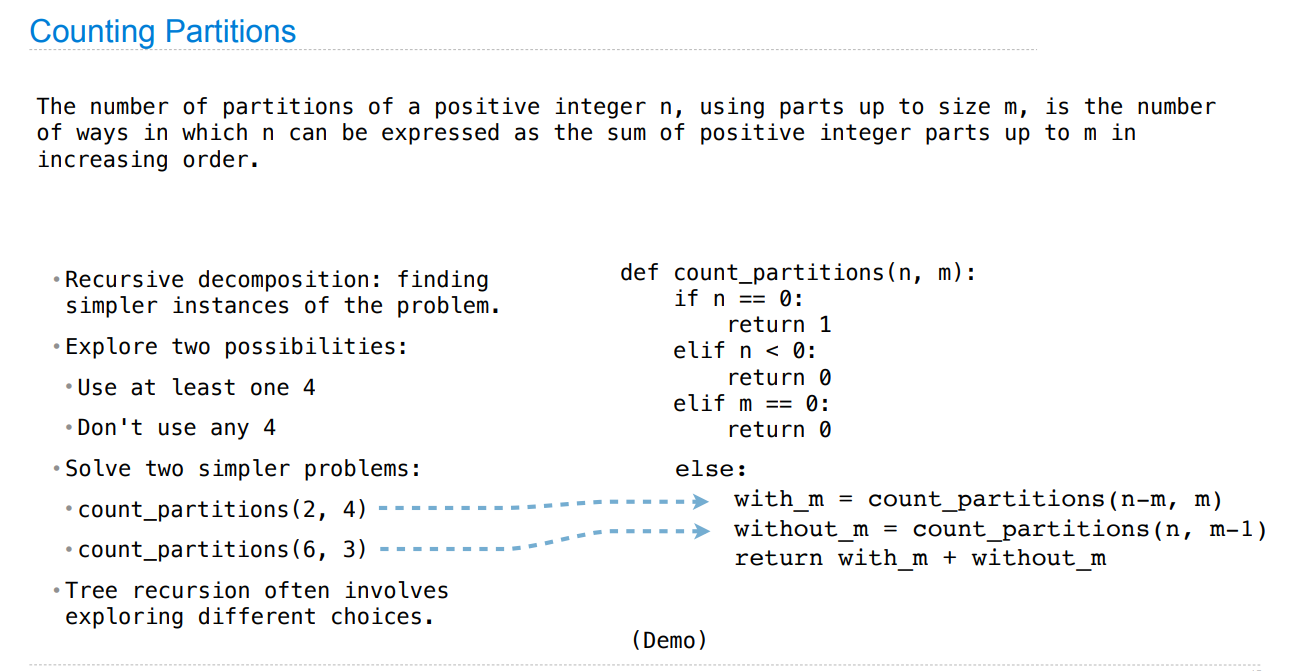 Counting Partitions
The number of partitions of a positive integer n, using parts up to size m, is the number
of ways in which n can be expressed as the sum of positive integer parts up to m in
increasing order.
•Recursive decomposition: finding
simpler instances of the problem.
•Explore two possibilities:
•Use at least one 4
•Don't use any 4
•Solve two simpler problems:
•count_partitions(2, 4)
•count_partitions(6, 3)
•Tree recursion often involves
exploring different choices.
def count_partitions(n, m):
    if n == 0:
        return 1
    elif n < 0:
        return 0
    elif m == 0:
        return 0
    else:
        with_m = count_partitions(n-m, m)
        without_m = count_partitions(n, m-1)
        return with_m + without_m
(Demo)